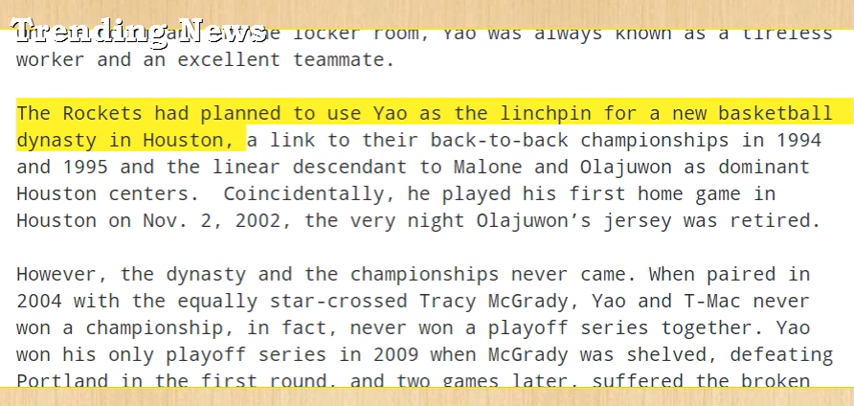 Trending News
locker room, Yao was always known as a tireless
worker and an excellent teammate.
The Rockets had planned to use Yao as the linchpin for a new basketball
dynasty in Houston, a link to their back-to-back championships in 1994
and 1995 and the linear descendant to Malone and Olajuwon as dominant
Houston centers.  Coincidentally, he played his first home game in
Houston on Nov. 2, 2002, the very night Olajuwon’s jersey was retired.
However, the dynasty and the championships never came. When paired in
2004 with the equally star-crossed Tracy McGrady, Yao and T-Mac never
won a championship, in fact, never won a playoff series together. Yao
won his only playoff series in 2009 when McGrady was shelved, defeating
Portland in the first round, and two games later, suffered the broken